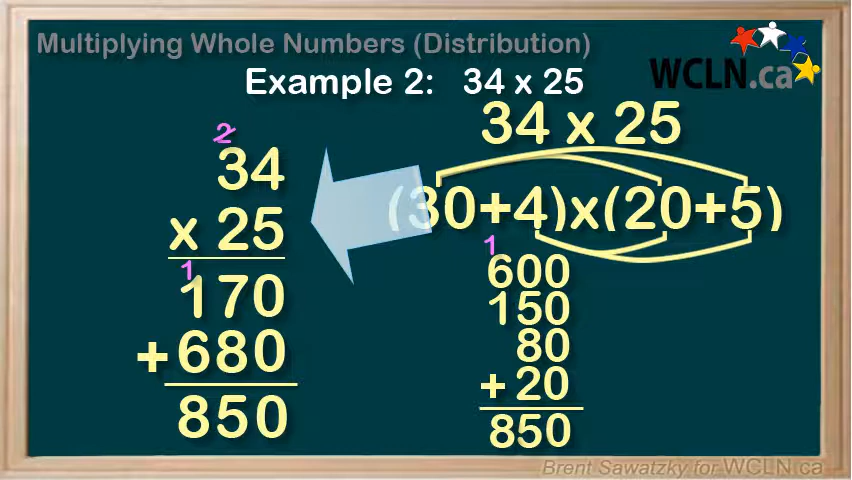 Multiplying Whole Numbers (Distribution)
WCLN.ca
Example 2: 34 x 25
2
34
x 25
1
170
+680
850
34 x 25
(30+4)x(20+5)
1
600
150
80
+ 20
850
Brent Sawatzky for WCLN.ca